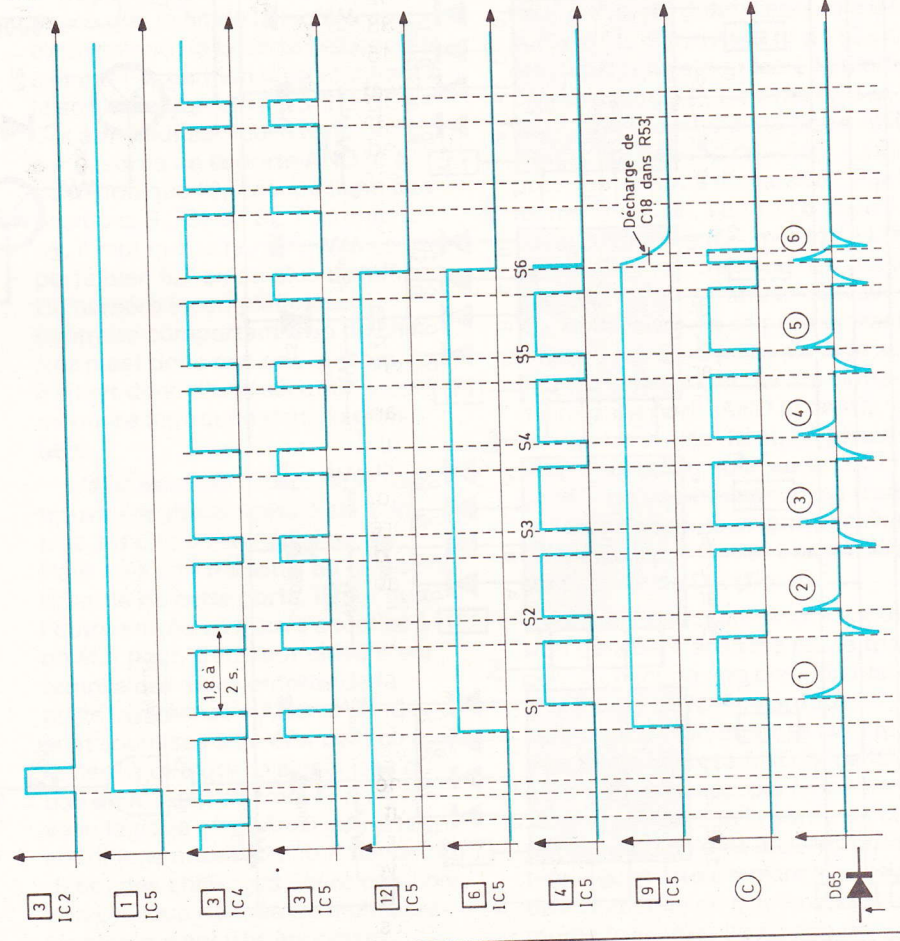 3
IC2
1
IC5
3
IC4
1,8 à
2 s.
3
IC5
12
IC5
6
IC5
4
IC5
S1
S2
S3
S4
S5
S6
9
IC5
Décharge de
C18 dans R53
C
D65
1
2
3
4
5
6